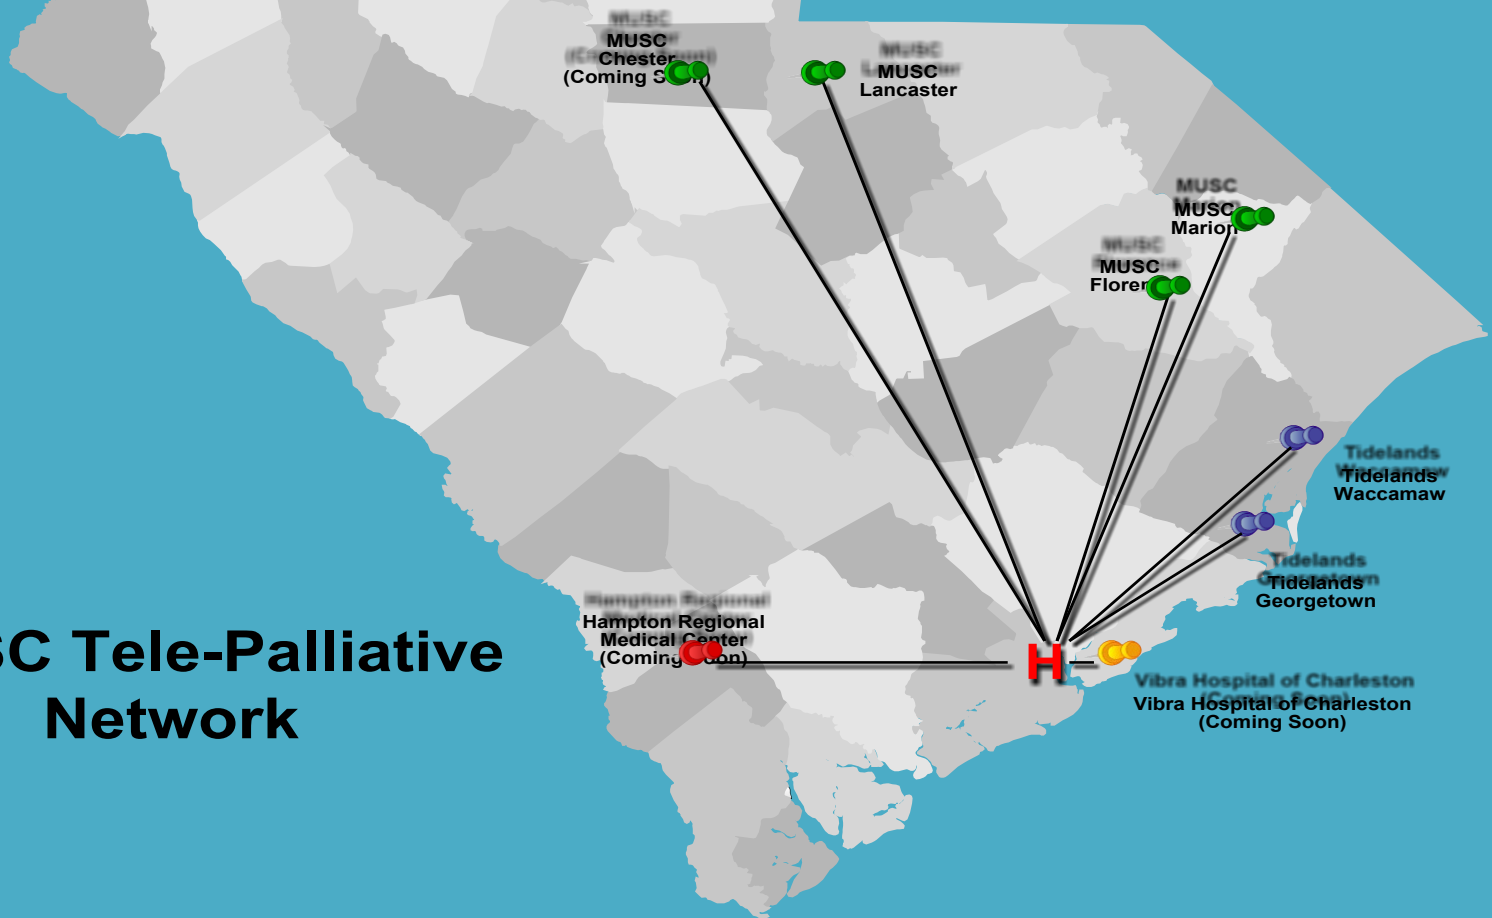 MUSC
Chester
(Coming Soon)
MUSC
Lancaster
MUSC
Marion
MUSC
Floren
Tidelands
Waccamaw
Tidelands
Georgetown
Hampton Regional
Medical Center
(Coming Soon)
H
Vibra Hospital of Charleston
(Coming Soon)
SC Tele-Palliative
Network